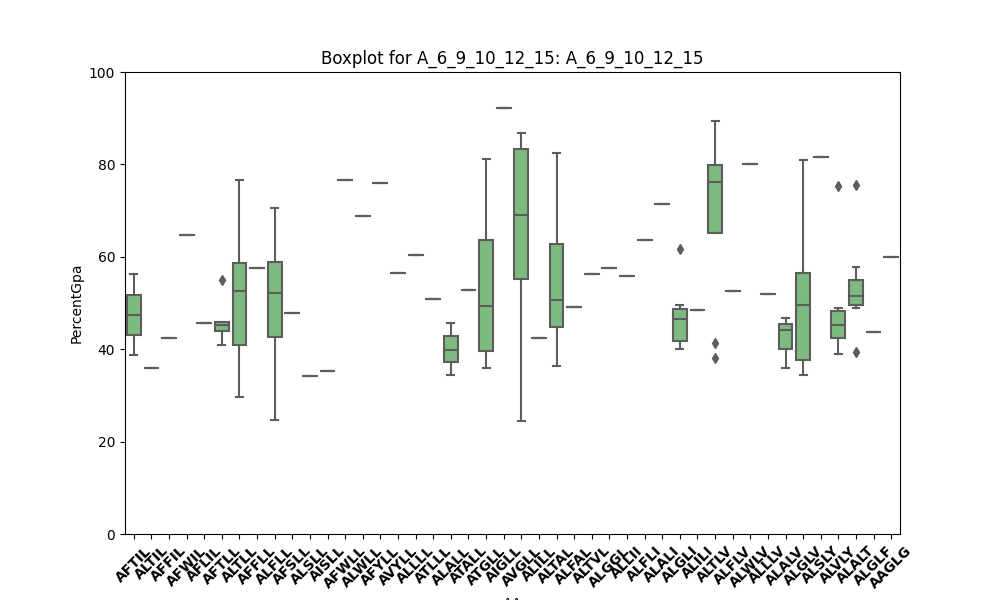 Boxplot for A_6_9_10_12_15: A_6_9_10_12_15
PercentGpa
100
80
60
40
20
0
AFTIL
ALTIL
AFFIL
AFWIL
AFLIL
AFTLL
ALTLL
AFFLL
ALFLL
AFSLL
ALSLL
AISLL
AFWLL
ALWLL
AFYLL
AVYLL
ALLLL
ATLLL
ALALL
ATALL
ATGLL
AIGLL
AVGLL
ALILL
ALTAL
ALFAL
ALTVL
ALFLI
ALALI
ALGLI
ALILI
ALTLV
ALFLV
ALWLV
ALLLV
ALALV
ALGLV
ALSLY
ALVLY
ALALT
ALGLF
AAGLG